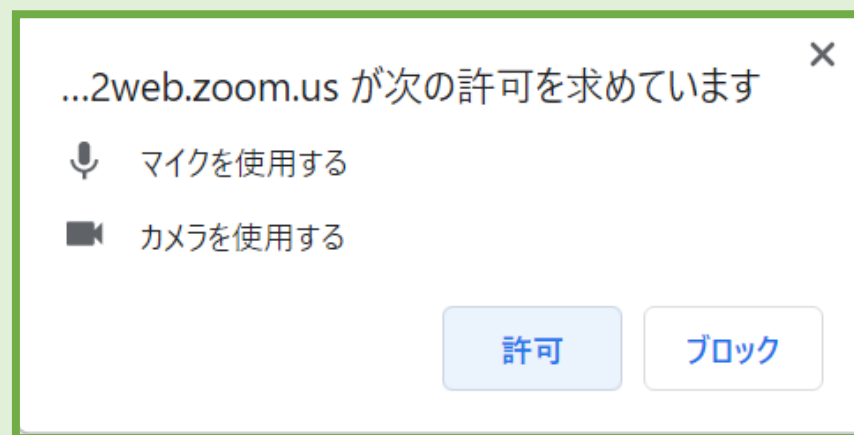 ...2web.zoom.us が次の許可を求めています
マイクを使用する
カメラを使用する
許可
ブロック